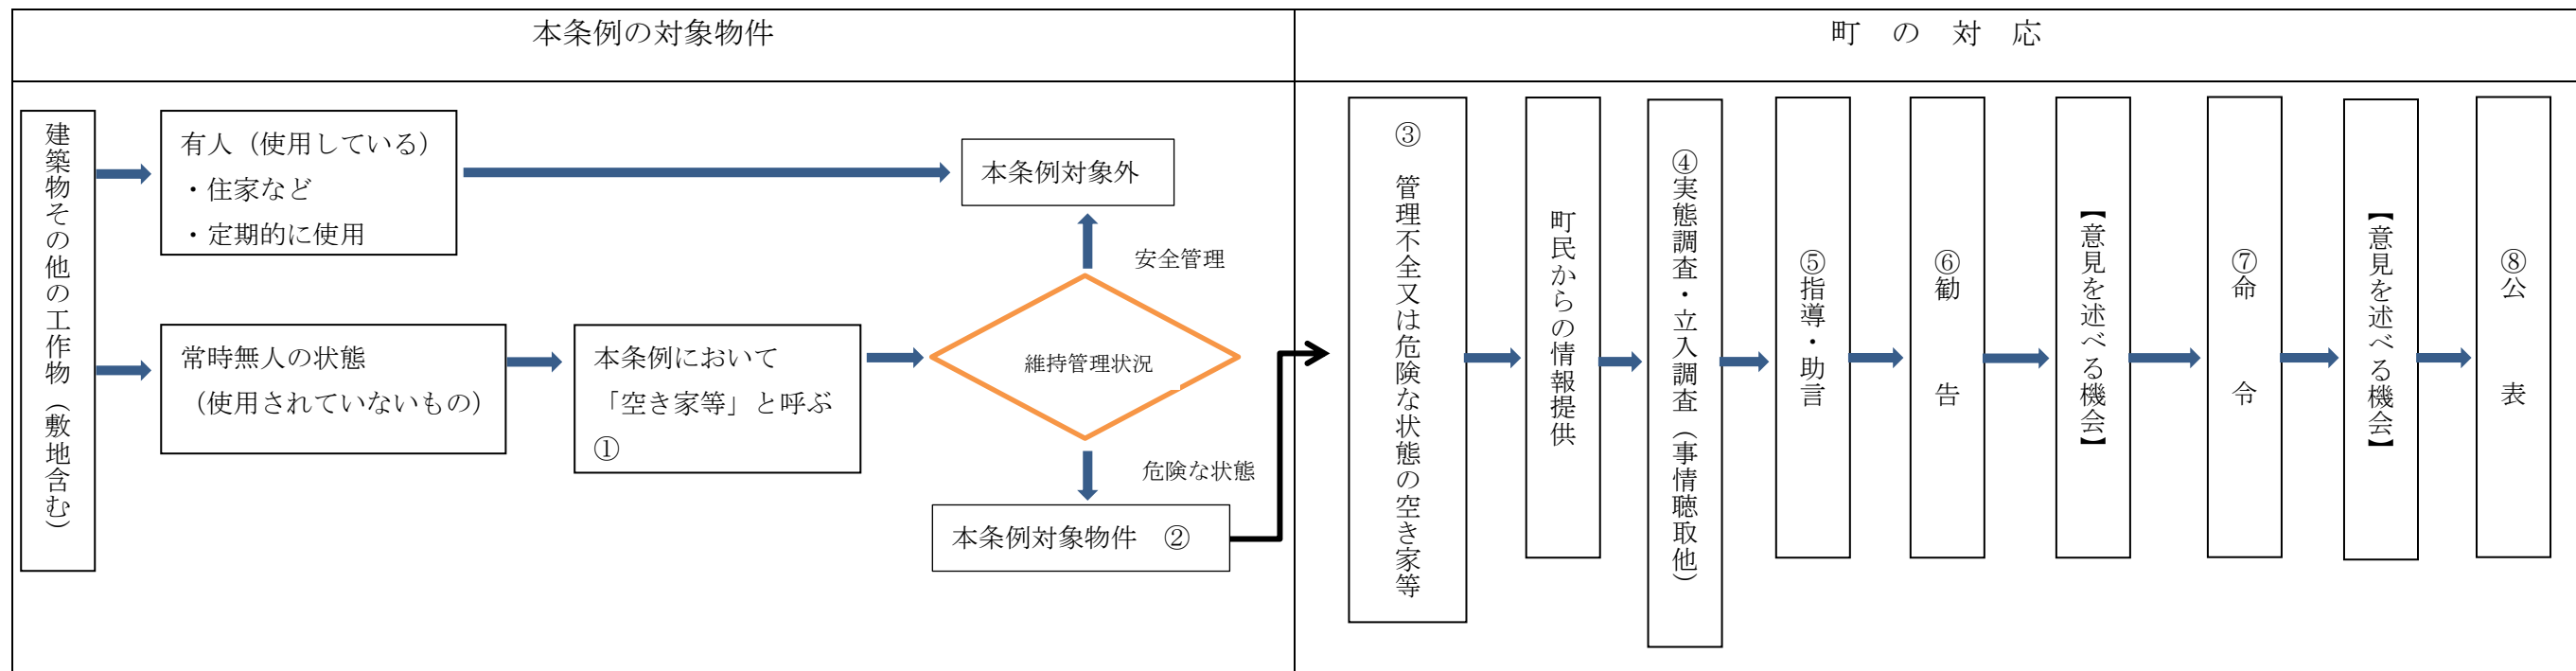 本条例の対象物件
町の対応
建築物その他の工作物（敷地含む）
有人（使用している）
・住家など
・定期的に使用
本条例対象外
安全管理
常時無人の状態
（使用されていないもの）
本条例において
「空き家等」と呼ぶ
①
維持管理状況
危険な状態
本条例対象物件　②
③　管理不全又は危険な状態の空き家等
町民からの情報提供
④実態調査・立入調査（事情聴取他）
⑤指導・助言
⑥勧　告
【意見を述べる機会】
⑦命　令
【意見を述べる機会】
⑧公　表